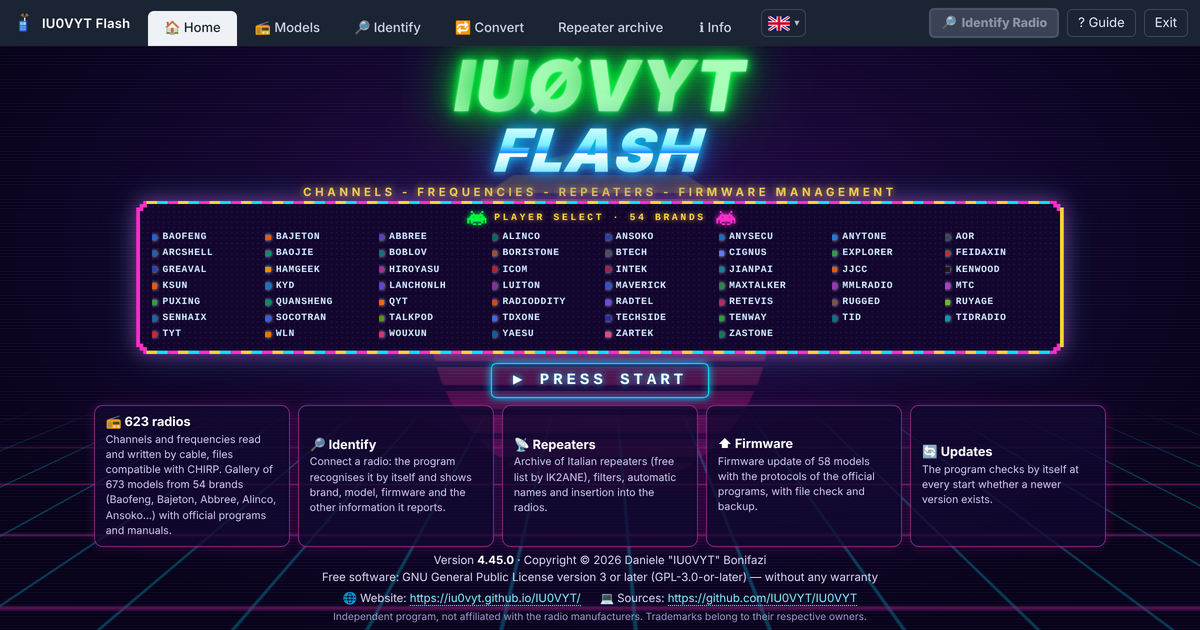 IU0VYT Flash
Home
Models
Identify
Convert
Repeater archive
ℹ Info
Identify Radio
? Guide
Exit
IUØVYT
FLASH
CHANNELS - FREQUENCIES - REPEATERS - FIRMWARE MANAGEMENT
PLAYER SELECT · 54 BRANDS
BAOFENG BAJETON ABBREE ALINCO ANSOKO ANYSECU ANYTONE AOR
ARCSHELL BAOJIE BOBLOV BORISTONE BTECH CIGNUS EXPLORER FEIDAXIN
GREAVAL HAMGEEK HIROYASU ICOM INTEK JIANPAI JJCC KENWOOD
KSUN KYD LANCHONLH LUITON MAVERICK MAXTALKER MMLRADIO MTC
PUXING QUANSHENG QYT RADIODDITY RADTEL RETEVIS RUGGED RUYAGE
SENHAIX SOCOTRAN TALKPOD TDXONE TECHSIDE TENWAY TID TIDRADIO
TYT WLN WOUXUN YAESU ZARTEK ZASTONE
▶ PRESS START
623 radios
Channels and frequencies read
and written by cable, files
compatible with CHIRP. Gallery of
673 models from 54 brands
(Baofeng, Bajeton, Abbree, Alinco,
Ansoko...) with official programs
and manuals.
Identify
Connect a radio: the program
recognises it by itself and shows
brand, model, firmware and the
other information it reports.
Repeaters
Archive of Italian repeaters (free
list by IK2ANE), filters, automatic
names and insertion into the
radios.
Firmware
Firmware update of 58 models
with the protocols of the official
programs, with file check and
backup.
Updates
The program checks by itself at
every start whether a newer
version exists.
Version 4.45.0 · Copyright © 2026 Daniele "IU0VYT" Bonifazi
Free software: GNU General Public License version 3 or later (GPL-3.0-or-later) — without any warranty
Website: https://iu0vyt.github.io/IU0VYT/ Sources: https://github.com/IU0VYT/IU0VYT
Independent program, not affiliated with the radio manufacturers. Trademarks belong to their respective owners.